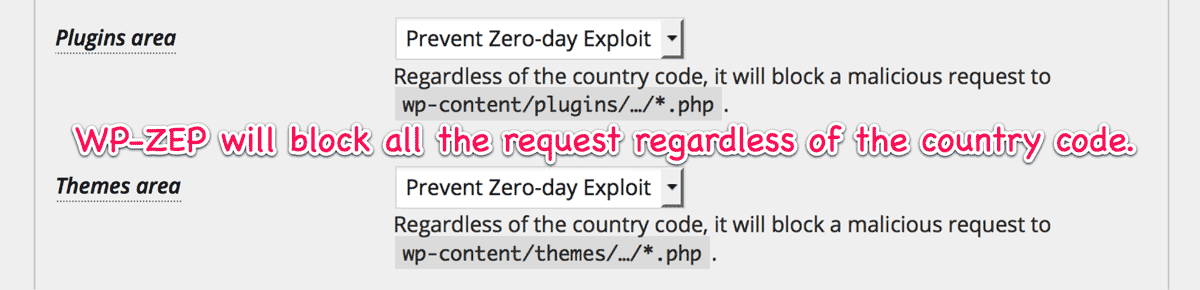 Plugins area
Prevent Zero-day Exploit
Regardless of the country code, it will block a malicious request to
wp-content/plugins/…/*.php .
WP-ZEP will block all the request regardless of the country code.
Themes area
Prevent Zero-day Exploit
Regardless of the country code, it will block a malicious request to
wp-content/themes/…/*.php .